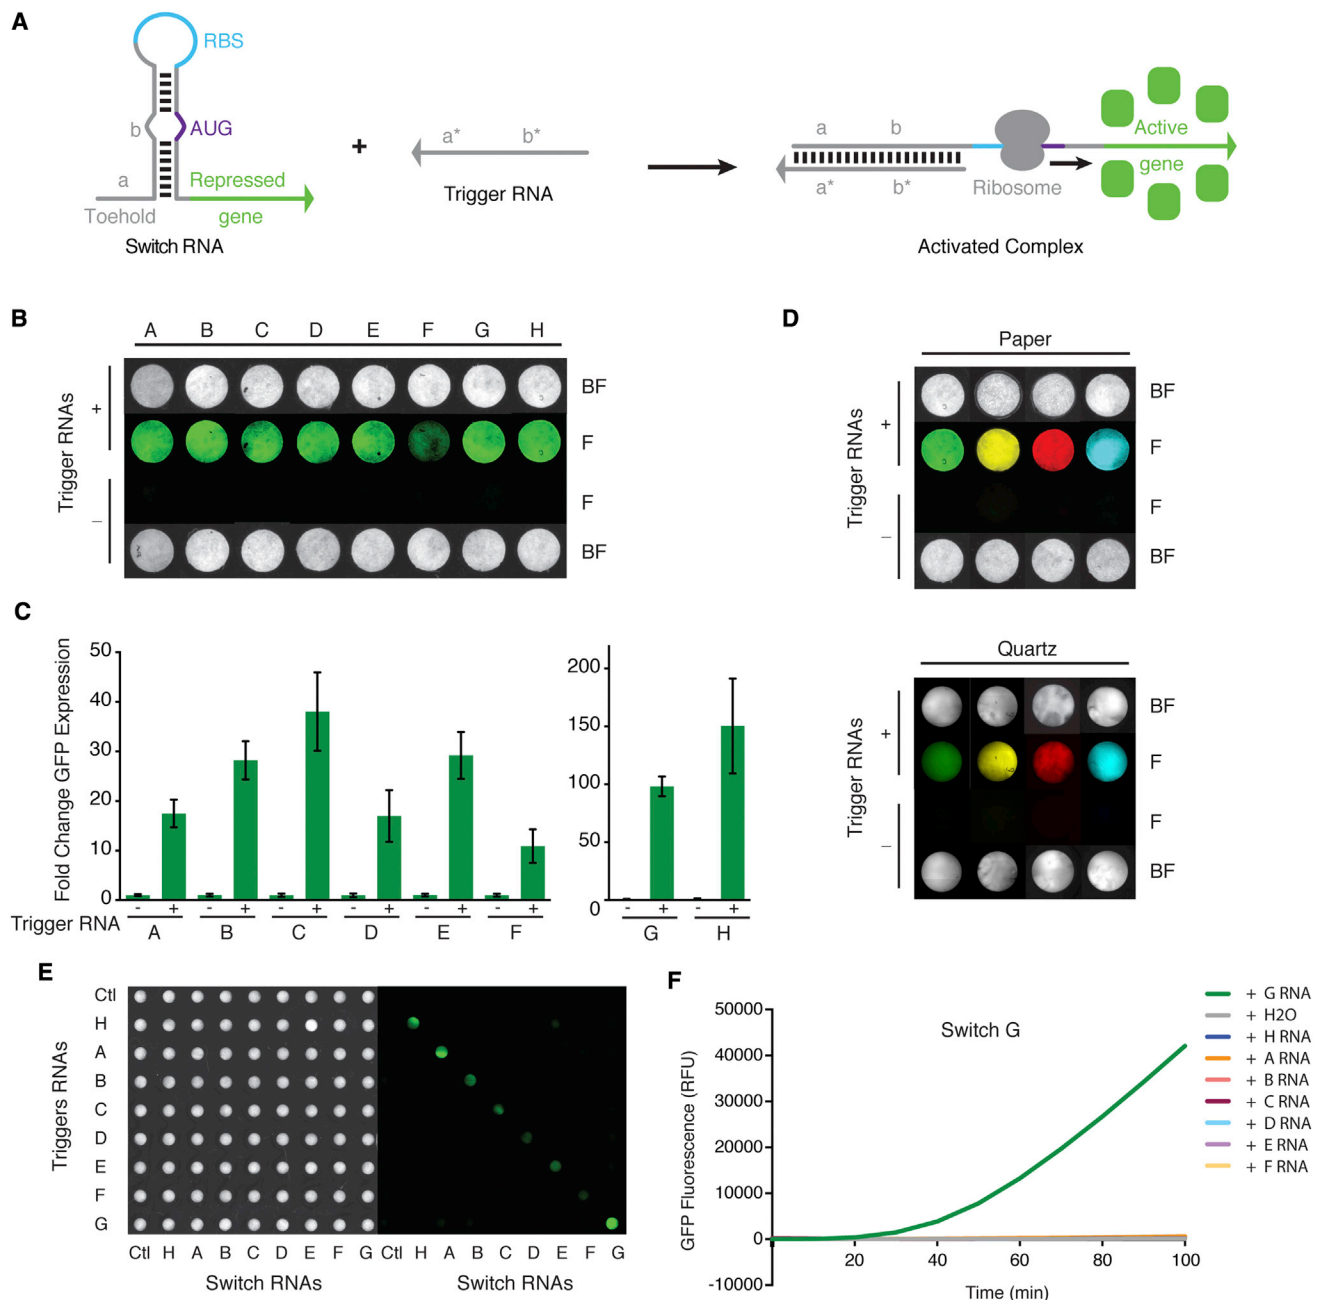 A
RBS
b
AUG
a
Repressed
Toehold
gene
Switch RNA
+
a* b*
Trigger RNA
a b
Active
gene
a* b*
Ribosome
Activated Complex
B
A B C D E F G H
Trigger RNAs
+
–
BF
F
F
BF
C
Fold Change GFP Expression
50
40
30
20
10
0
- + - + - + - + - + - +
Trigger RNA
A B C D E F
200
150
100
50
0
- + - +
G H
D
Paper
Trigger RNAs
+
–
BF
F
F
BF
Quartz
Trigger RNAs
+
–
BF
F
F
BF
E
Triggers RNAs
Ctl
H
A
B
C
D
E
F
G
Ctl H A B C D E F G Ctl H A B C D E F G
Switch RNAs Switch RNAs
F
Switch G
GFP Fluorescence (RFU)
50000
40000
30000
20000
10000
0
-10000
20 40 60 80 100
Time (min)
+ G RNA
+ H2O
+ H RNA
+ A RNA
+ B RNA
+ C RNA
+ D RNA
+ E RNA
+ F RNA